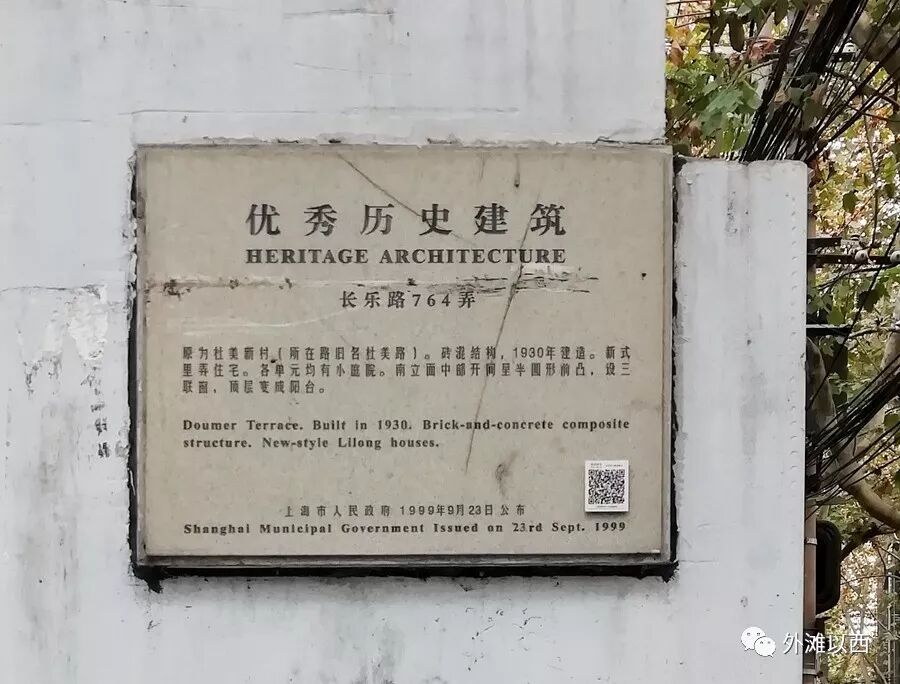 优秀历史建筑
HERITAGE ARCHITECTURE
长乐路764弄
原为杜美新村(所在路旧名杜美路)。砖混结构,1930年建造。新式
里弄住宅。各单元均有小庭院。南立面中部开间呈半圆形前凸,设三
联窗,顶层变成阳台。
Doumer Terrace. Built in 1930. Brick-and-concrete composite
structure. New-style Lilong houses.
上海市人民政府 1999年9月23日公布
Shanghai Municipal Government Issued on 23rd Sept. 1999
外滩以西